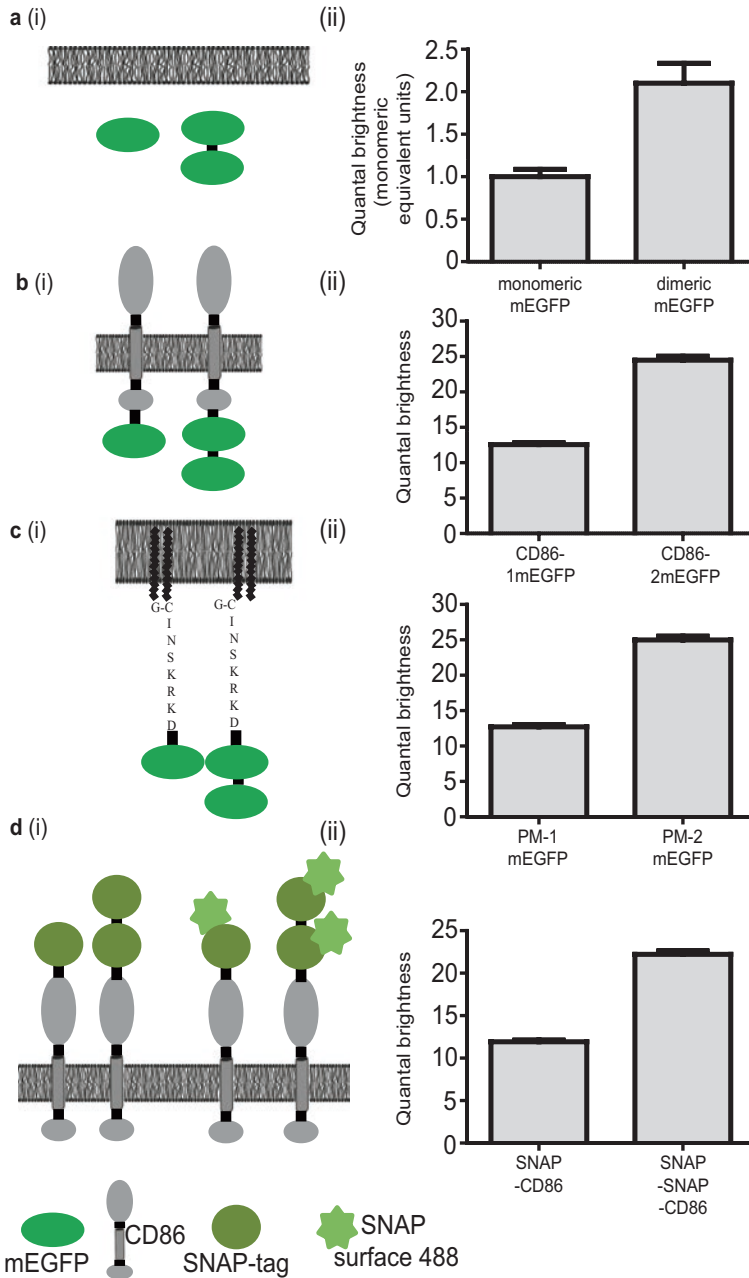 a (i)
(ii)
Quantal brightness
(monomeric
equivalent units)
2.5
2.0
1.5
1.0
0.5
0
monomeric
mEGFP
dimeric
mEGFP
b (i)
(ii)
Quantal brightness
30
25
20
15
10
5
0
CD86-
1mEGFP
CD86-
2mEGFP
c (i)
G-C
I
N
S
K
R
K
D
G-C
I
N
S
K
R
K
D
(ii)
Quantal brightness
30
25
20
15
10
5
0
PM-1
mEGFP
PM-2
mEGFP
d (i)
(ii)
Quantal brightness
25
20
15
10
5
0
SNAP
-CD86
SNAP
-SNAP
-CD86
mEGFP
CD86
SNAP-tag
SNAP
surface 488